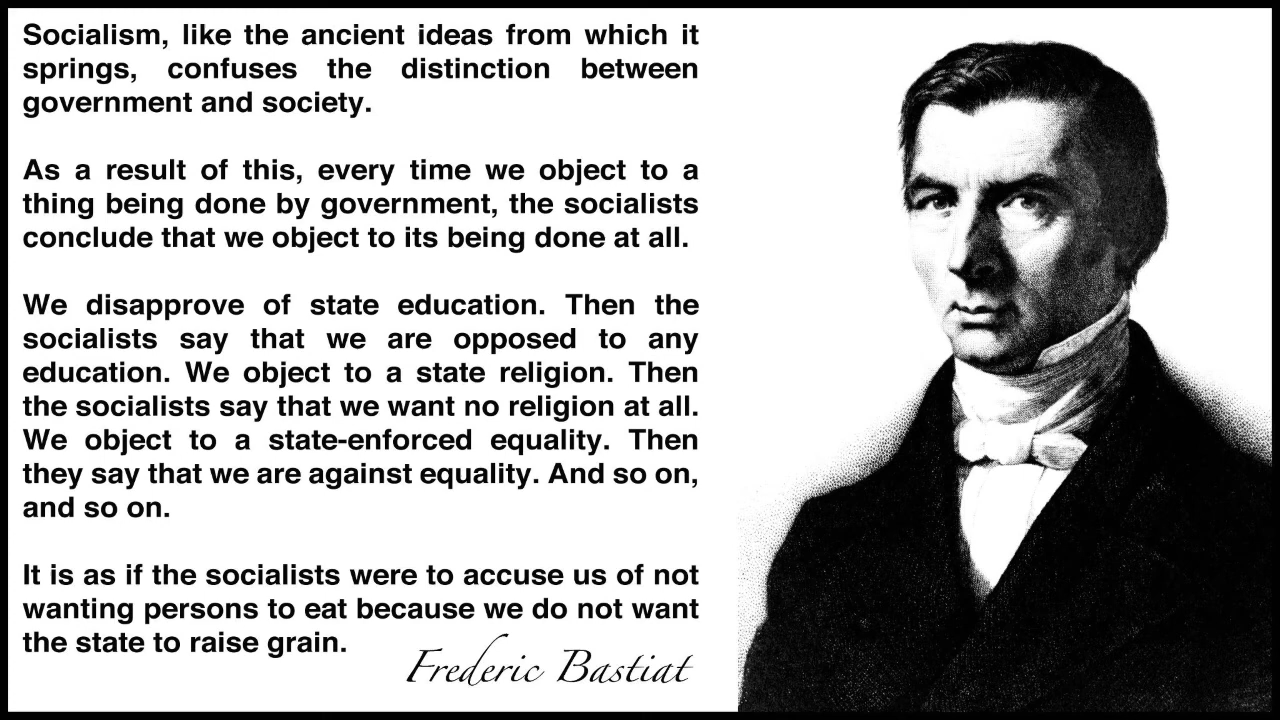 Socialism, like the ancient ideas from which it
springs, confuses the distinction between
government and society.
As a result of this, every time we object to a
thing being done by government, the socialists
conclude that we object to its being done at all.
We disapprove of state education. Then the
socialists say that we are opposed to any
education. We object to a state religion. Then
the socialists say that we want no religion at all.
We object to a state-enforced equality. Then
they say that we are against equality. And so on,
and so on.
It is as if the socialists were to accuse us of not
wanting persons to eat because we do not want
the state to raise grain.
Frederic Bastiat